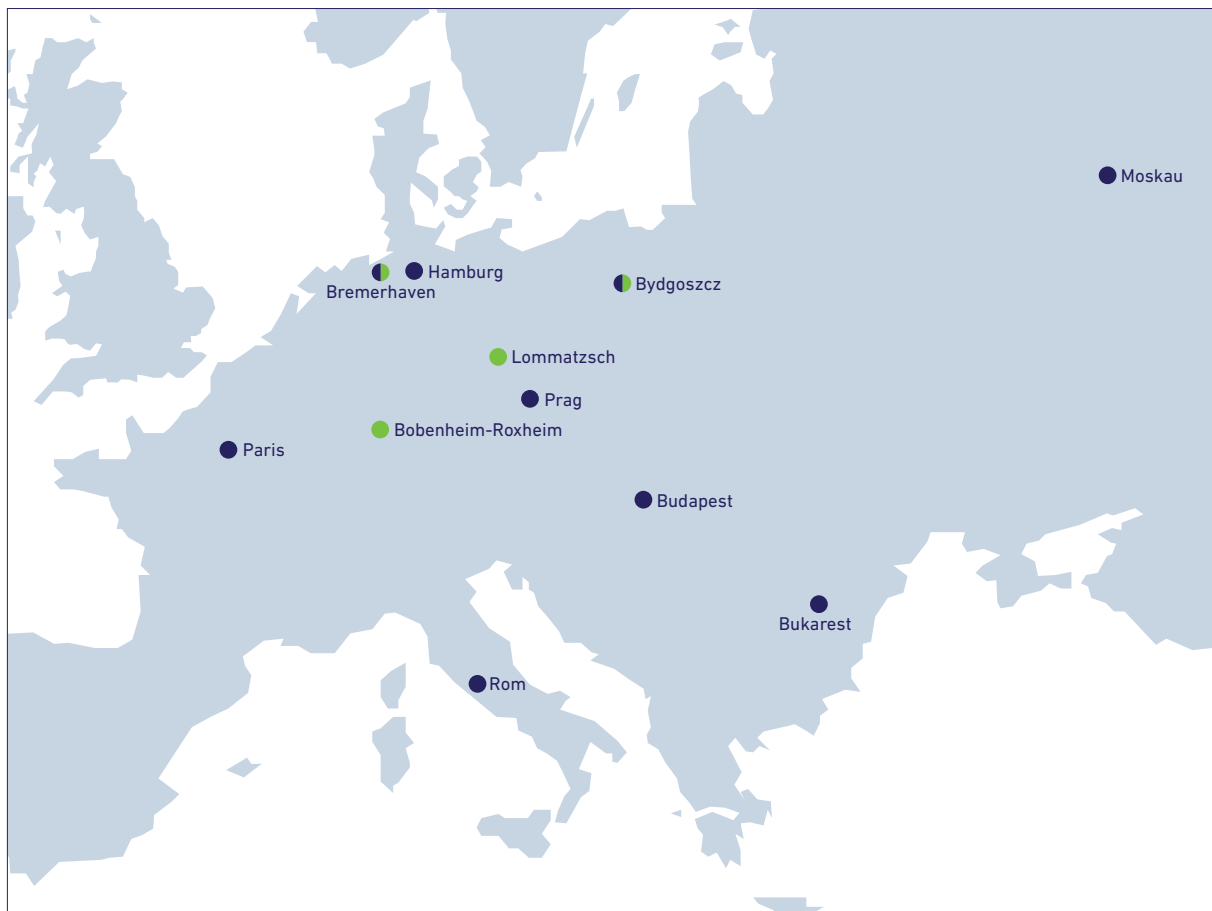 Moskau
Hamburg
Bremerhaven
Bydgoszcz
Lommatzsch
Prag
Bobenheim-Roxheim
Paris
Budapest
Bukarest
Rom